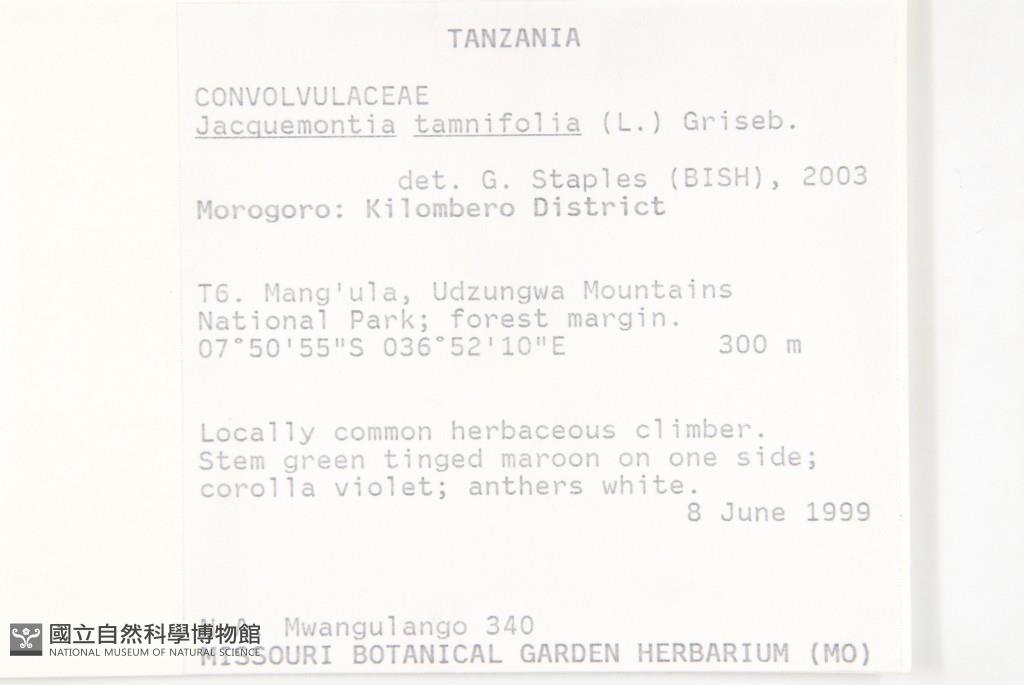 TANZANIA
CONVOLVULACEAE
Jacquemontia tamnifolia (L.) Griseb.
det. G. Staples (BISH), 2003
Morogoro: Kilombero District
T6. Mang'ula, Udzungwa Mountains
National Park; forest margin.
07°50'55"S 036°52'10"E 300 m
Locally common herbaceous climber.
Stem green tinged maroon on one side;
corolla violet; anthers white.
8 June 1999
Mwangulango 340
MISSOURI BOTANICAL GARDEN HERBARIUM (MO)
國立自然科學博物館
NATIONAL MUSEUM OF NATURAL SCIENCE